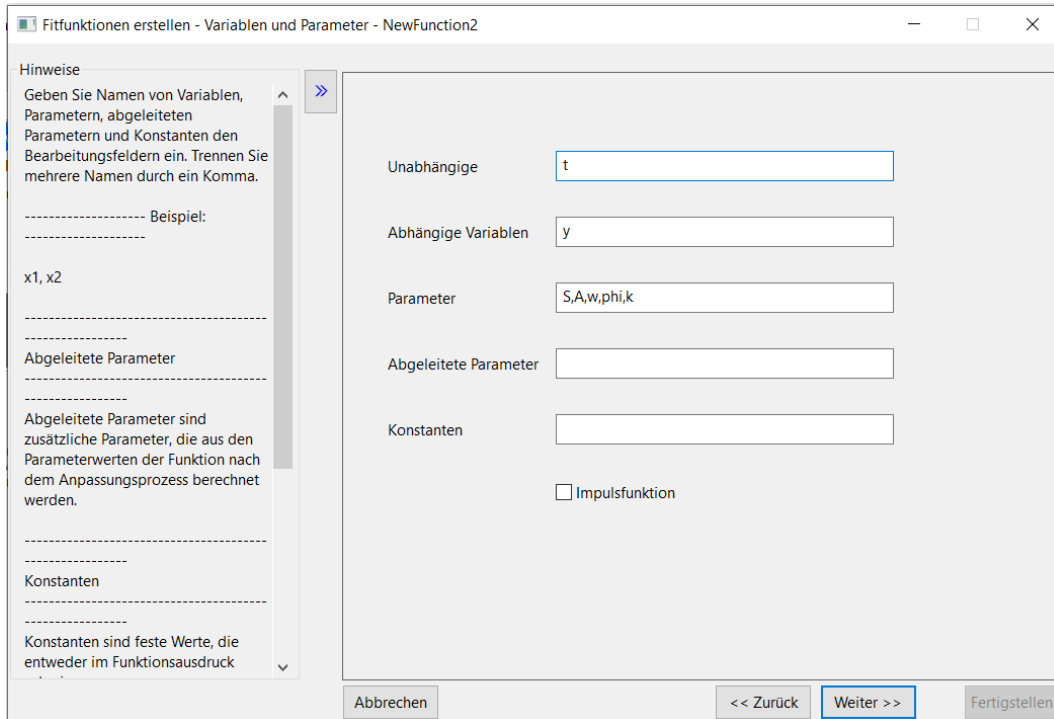 Fitfunktionen erstellen - Variablen und Parameter - NewFunction2
Hinweise
Geben Sie Namen von Variablen,
Parametern, abgeleiteten
Parametern und Konstanten den
Bearbeitungsfeldern ein. Trennen Sie
mehrere Namen durch ein Komma.
-------------------- Beispiel:
--------------------
x1, x2
----------------------------------------
-----------------
Abgeleitete Parameter
----------------------------------------
-----------------
Abgeleitete Parameter sind
zusätzliche Parameter, die aus den
Parameterwerten der Funktion nach
dem Anpassungsprozess berechnet
werden.
----------------------------------------
-----------------
Konstanten
----------------------------------------
-----------------
Konstanten sind feste Werte, die
entweder im Funktionsausdruck
»
Unabhängige t
Abhängige Variablen y
Parameter S,A,w,phi,k
Abgeleitete Parameter
Konstanten
Impulsfunktion
Abbrechen << Zurück Weiter >> Fertigstellen